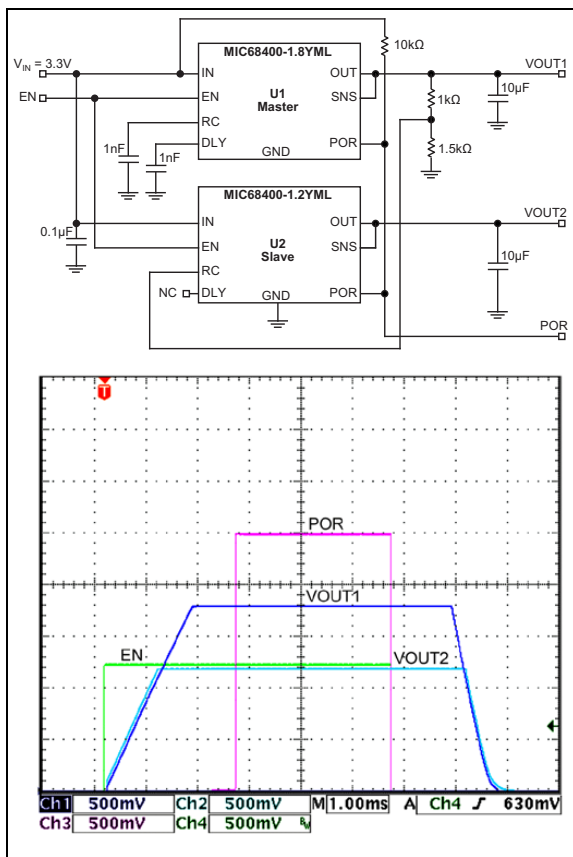 MIC68400-1.8YML
10kΩ
VIN = 3.3V
IN
OUT
VOUT1
U1
EN
EN
Master
SNS
1kΩ
10µF
RC
1nF
1nF
DLY
POR
1.5kΩ
GND
MIC68400-1.2YML
IN
OUT
VOUT2
0.1µF
U2
EN
Slave
SNS
RC
10µF
NC
DLY
GND
POR
POR
T
POR
VOUT1
EN
VOUT2
Ch1 500mV Ch2 500mV M 1.00ms A Ch4 630mV
Ch3 500mV Ch4 500mV BW